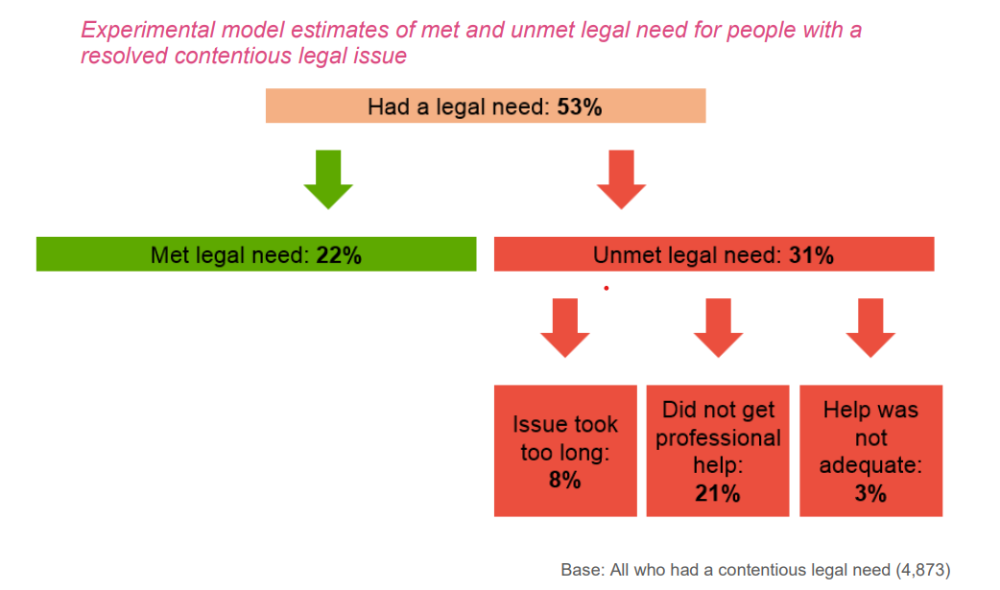 Experimental model estimates of met and unmet legal need for people with a
resolved contentious legal issue
Had a legal need: 53%
Met legal need: 22%
Unmet legal need: 31%
Issue took
too long:
8%
Did not get
professional
help:
21%
Help was
not
adequate:
3%
Base: All who had a contentious legal need (4,873)